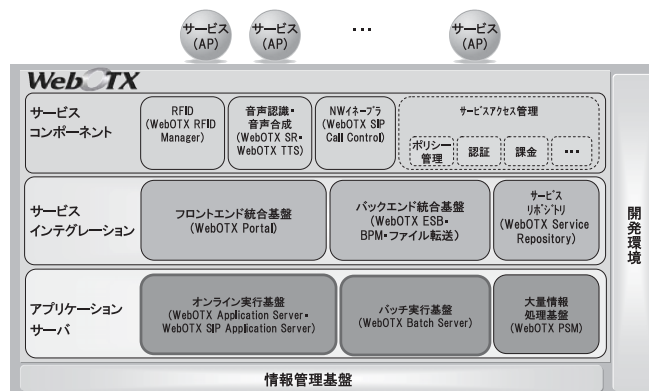 サービス
(AP)
サービス
(AP)
...
サービス
(AP)
WebOTX
サービス
コンポーネント
RFID
(WebOTX RFID
Manager)
音声認識・
音声合成
(WebOTX SR・
WebOTX TTS)
NWイネーブラ
(WebOTX SIP
Call Control)
サービスアクセス管理
ポリシー
管理
認証
課金
...
サービス
インテグレーション
フロントエンド統合基盤
(WebOTX Portal)
バックエンド統合基盤
(WebOTX ESB・
BPM・ファイル転送)
サービス
リポジトリ
(WebOTX Service
Repository)
アプリケーション
サーバ
オンライン実行基盤
(WebOTX Application Server・
WebOTX SIP Application Server)
バッチ実行基盤
(WebOTX Batch Server)
大量情報
処理基盤
(WebOTX PSM)
開発環境
情報管理基盤